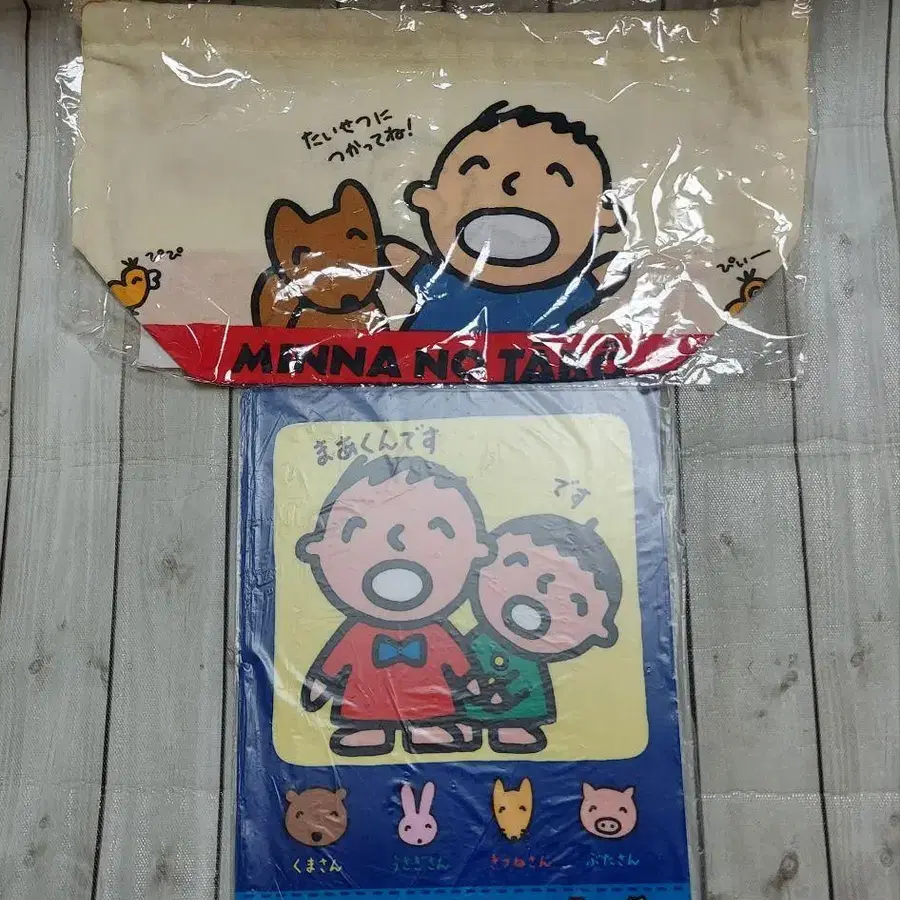 たいせつに
つかってね！
ぴぴ
ぴぃー
MINNA NO TABO
まあくんです
です
くまさん
うさぎさん
きつねさん
ぶたさん